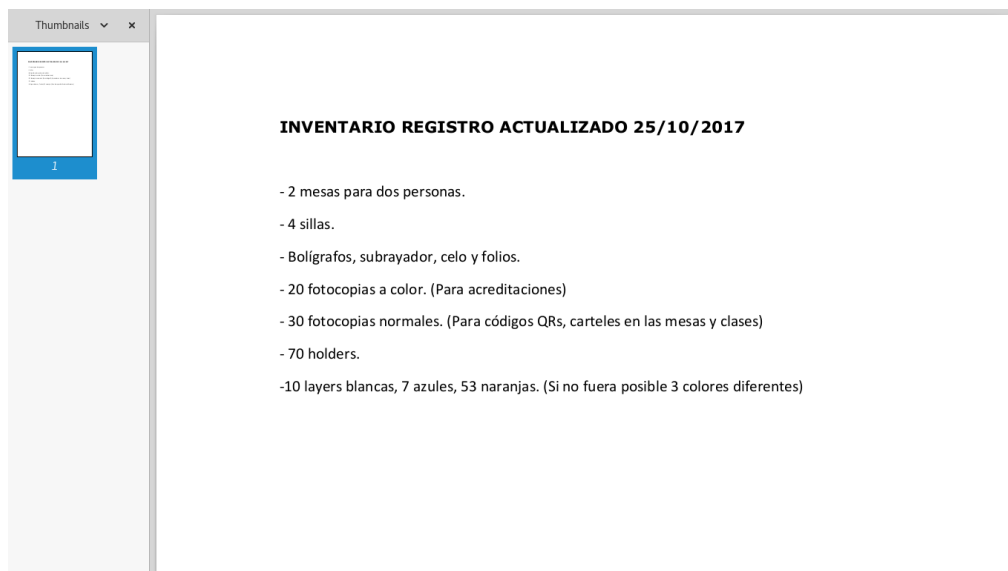 Thumbnails
1
INVENTARIO REGISTRO ACTUALIZADO 25/10/2017
- 2 mesas para dos personas.
- 4 sillas.
- Bolígrafos, subrayador, celo y folios.
- 20 fotocopias a color. (Para acreditaciones)
- 30 fotocopias normales. (Para códigos QRs, carteles en las mesas y clases)
- 70 holders.
-10 layers blancas, 7 azules, 53 naranjas. (Si no fuera posible 3 colores diferentes)